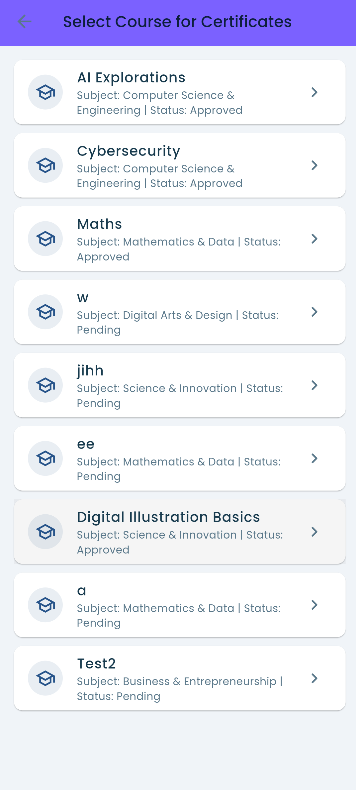 Select Course for Certificates
AI Explorations
Subject: Computer Science &
Engineering | Status: Approved
Cybersecurity
Subject: Computer Science &
Engineering | Status: Approved
Maths
Subject: Mathematics & Data | Status:
Approved
w
Subject: Digital Arts & Design | Status:
Pending
jihh
Subject: Science & Innovation | Status:
Pending
ee
Subject: Mathematics & Data | Status:
Pending
Digital Illustration Basics
Subject: Science & Innovation | Status:
Approved
a
Subject: Mathematics & Data | Status:
Pending
Test2
Subject: Business & Entrepreneurship |
Status: Pending